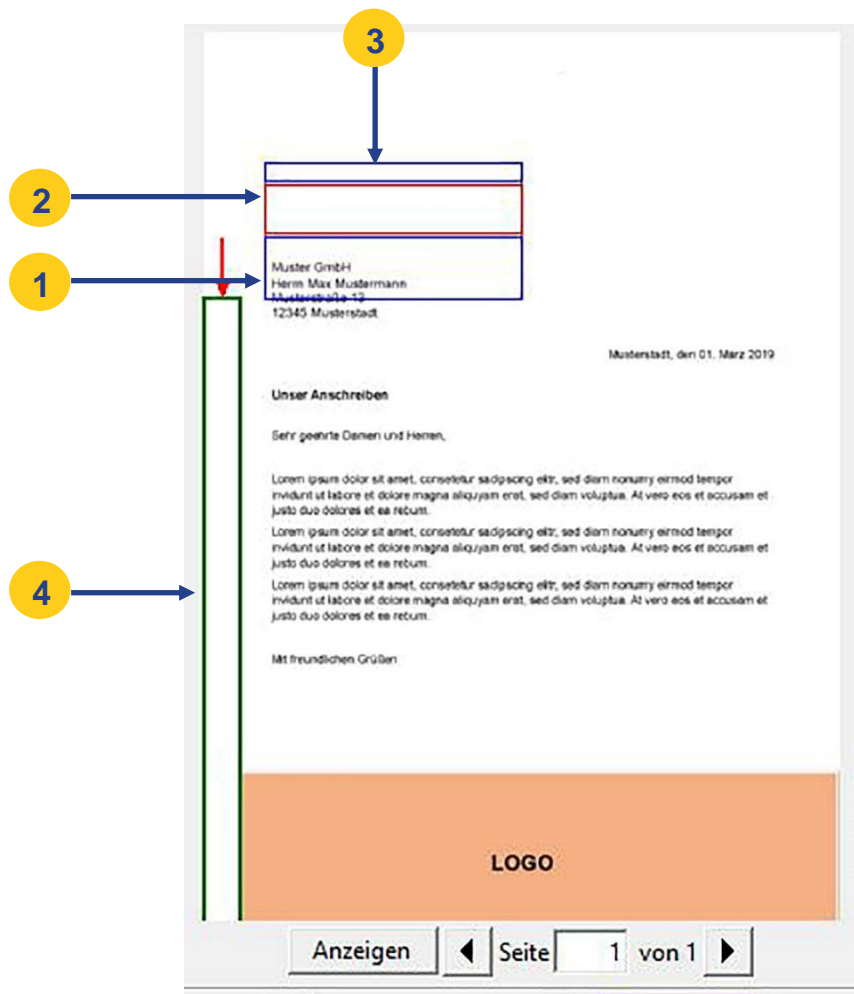 3
2
1
Muster GmbH
Herrn Max Mustermann
Musterstraße 13
12345 Musterstadt
Musterstadt, den 01. März 2019
Unser Anschreiben
Sehr geehrte Damen und Herren,
Lorem ipsum dolor sit amet, consetetur sadipscing elitr, sed diam nonumy eirmod tempor
invidunt ut labore et dolore magna aliquyam erat, sed diam voluptua. At vero eos et accusam et
justo duo dolores et ea rebum.
Lorem ipsum dolor sit amet, consetetur sadipscing elitr, sed diam nonumy eirmod tempor
invidunt ut labore et dolore magna aliquyam erat, sed diam voluptua. At vero eos et accusam et
justo duo dolores et ea rebum.
Lorem ipsum dolor sit amet, consetetur sadipscing elitr, sed diam nonumy eirmod tempor
invidunt ut labore et dolore magna aliquyam erat, sed diam voluptua. At vero eos et accusam et
justo duo dolores et ea rebum.
4
Mit freundlichen Grüßen
LOGO
Anzeigen Seite 1 von 1